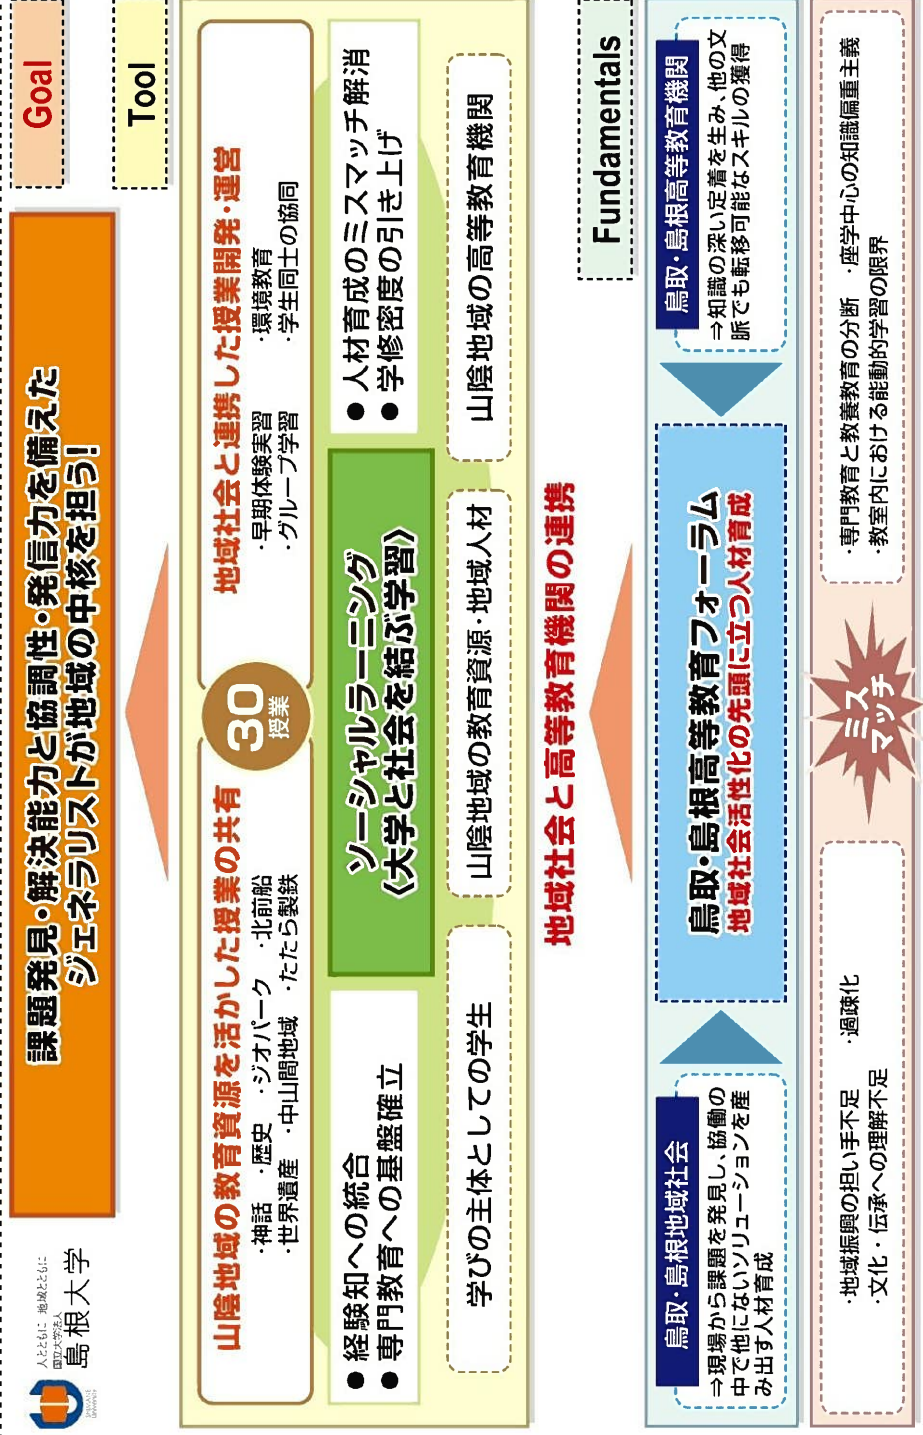 人とともに 地域とともに
国立大学法人
島根大学
SHIMANE
University
課題発見・解決能力と協調性・発信力を備えた
ジェネラリストが地域の中核を担う!
Goal
Tool
山陰地域の教育資源を活かした授業の共有
・神話 ・歴史 ・ジオパーク ・北前船
・世界遺産 ・中山間地域 ・たたら製鉄
30
授業
地域社会と連携した授業開発・運営
・早期体験実習 ・環境教育
・グループ学習 ・学生同士の協同
● 経験知への統合
● 専門教育への基盤確立
ソーシャルラーニング
〈大学と社会を結ぶ学習〉
● 人材育成のミスマッチ解消
● 学修密度の引き上げ
学びの主体としての学生
山陰地域の教育資源・地域人材
山陰地域の高等教育機関
地域社会と高等教育機関の連携
Fundamentals
鳥取・島根地域社会
⇒現場から課題を発見し、協働の
中で他にないソリューションを産
み出す人材育成
鳥取・島根高等教育フォーラム
地域社会活性化の先頭に立つ人材育成
鳥取・島根高等教育機関
⇒知識の深い定着を生み、他の文
脈でも転移可能なスキルの獲得
・地域振興の担い手不足 ・過疎化
・文化・伝承への理解不足
ミス
マッチ
・専門教育と教養教育の分断 ・座学中心の知識偏重主義
・教室内における能動的学習の限界